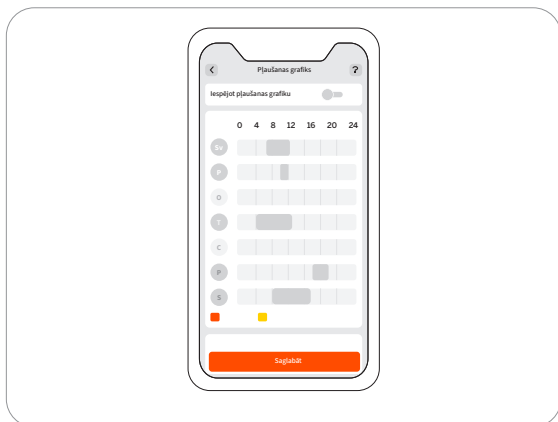 Pļaušanas grafiks ?
Iespējot pļaušanas grafiku
0 4 8 12 16 20 24
Sv
P
O
T
C
P
S
Saglabāt